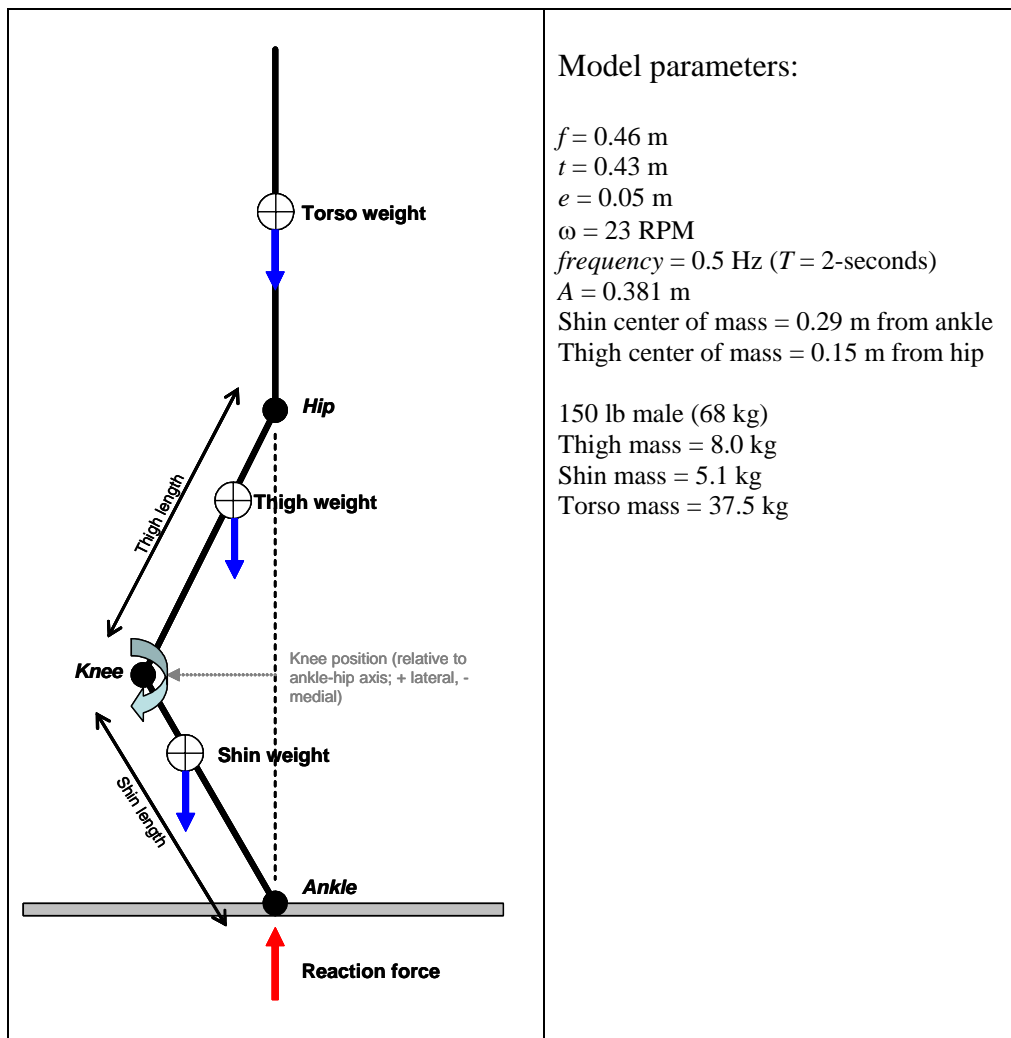 Torso weight
Hip
Thigh length
Thigh weight
Knee
Knee position (relative to
ankle-hip axis; + lateral, -
medial)
Shin weight
Shin length
Ankle
Reaction force
Model parameters:
f = 0.46 m
t = 0.43 m
e = 0.05 m
ω = 23 RPM
frequency = 0.5 Hz (T = 2-seconds)
A = 0.381 m
Shin center of mass = 0.29 m from ankle
Thigh center of mass = 0.15 m from hip
150 lb male (68 kg)
Thigh mass = 8.0 kg
Shin mass = 5.1 kg
Torso mass = 37.5 kg